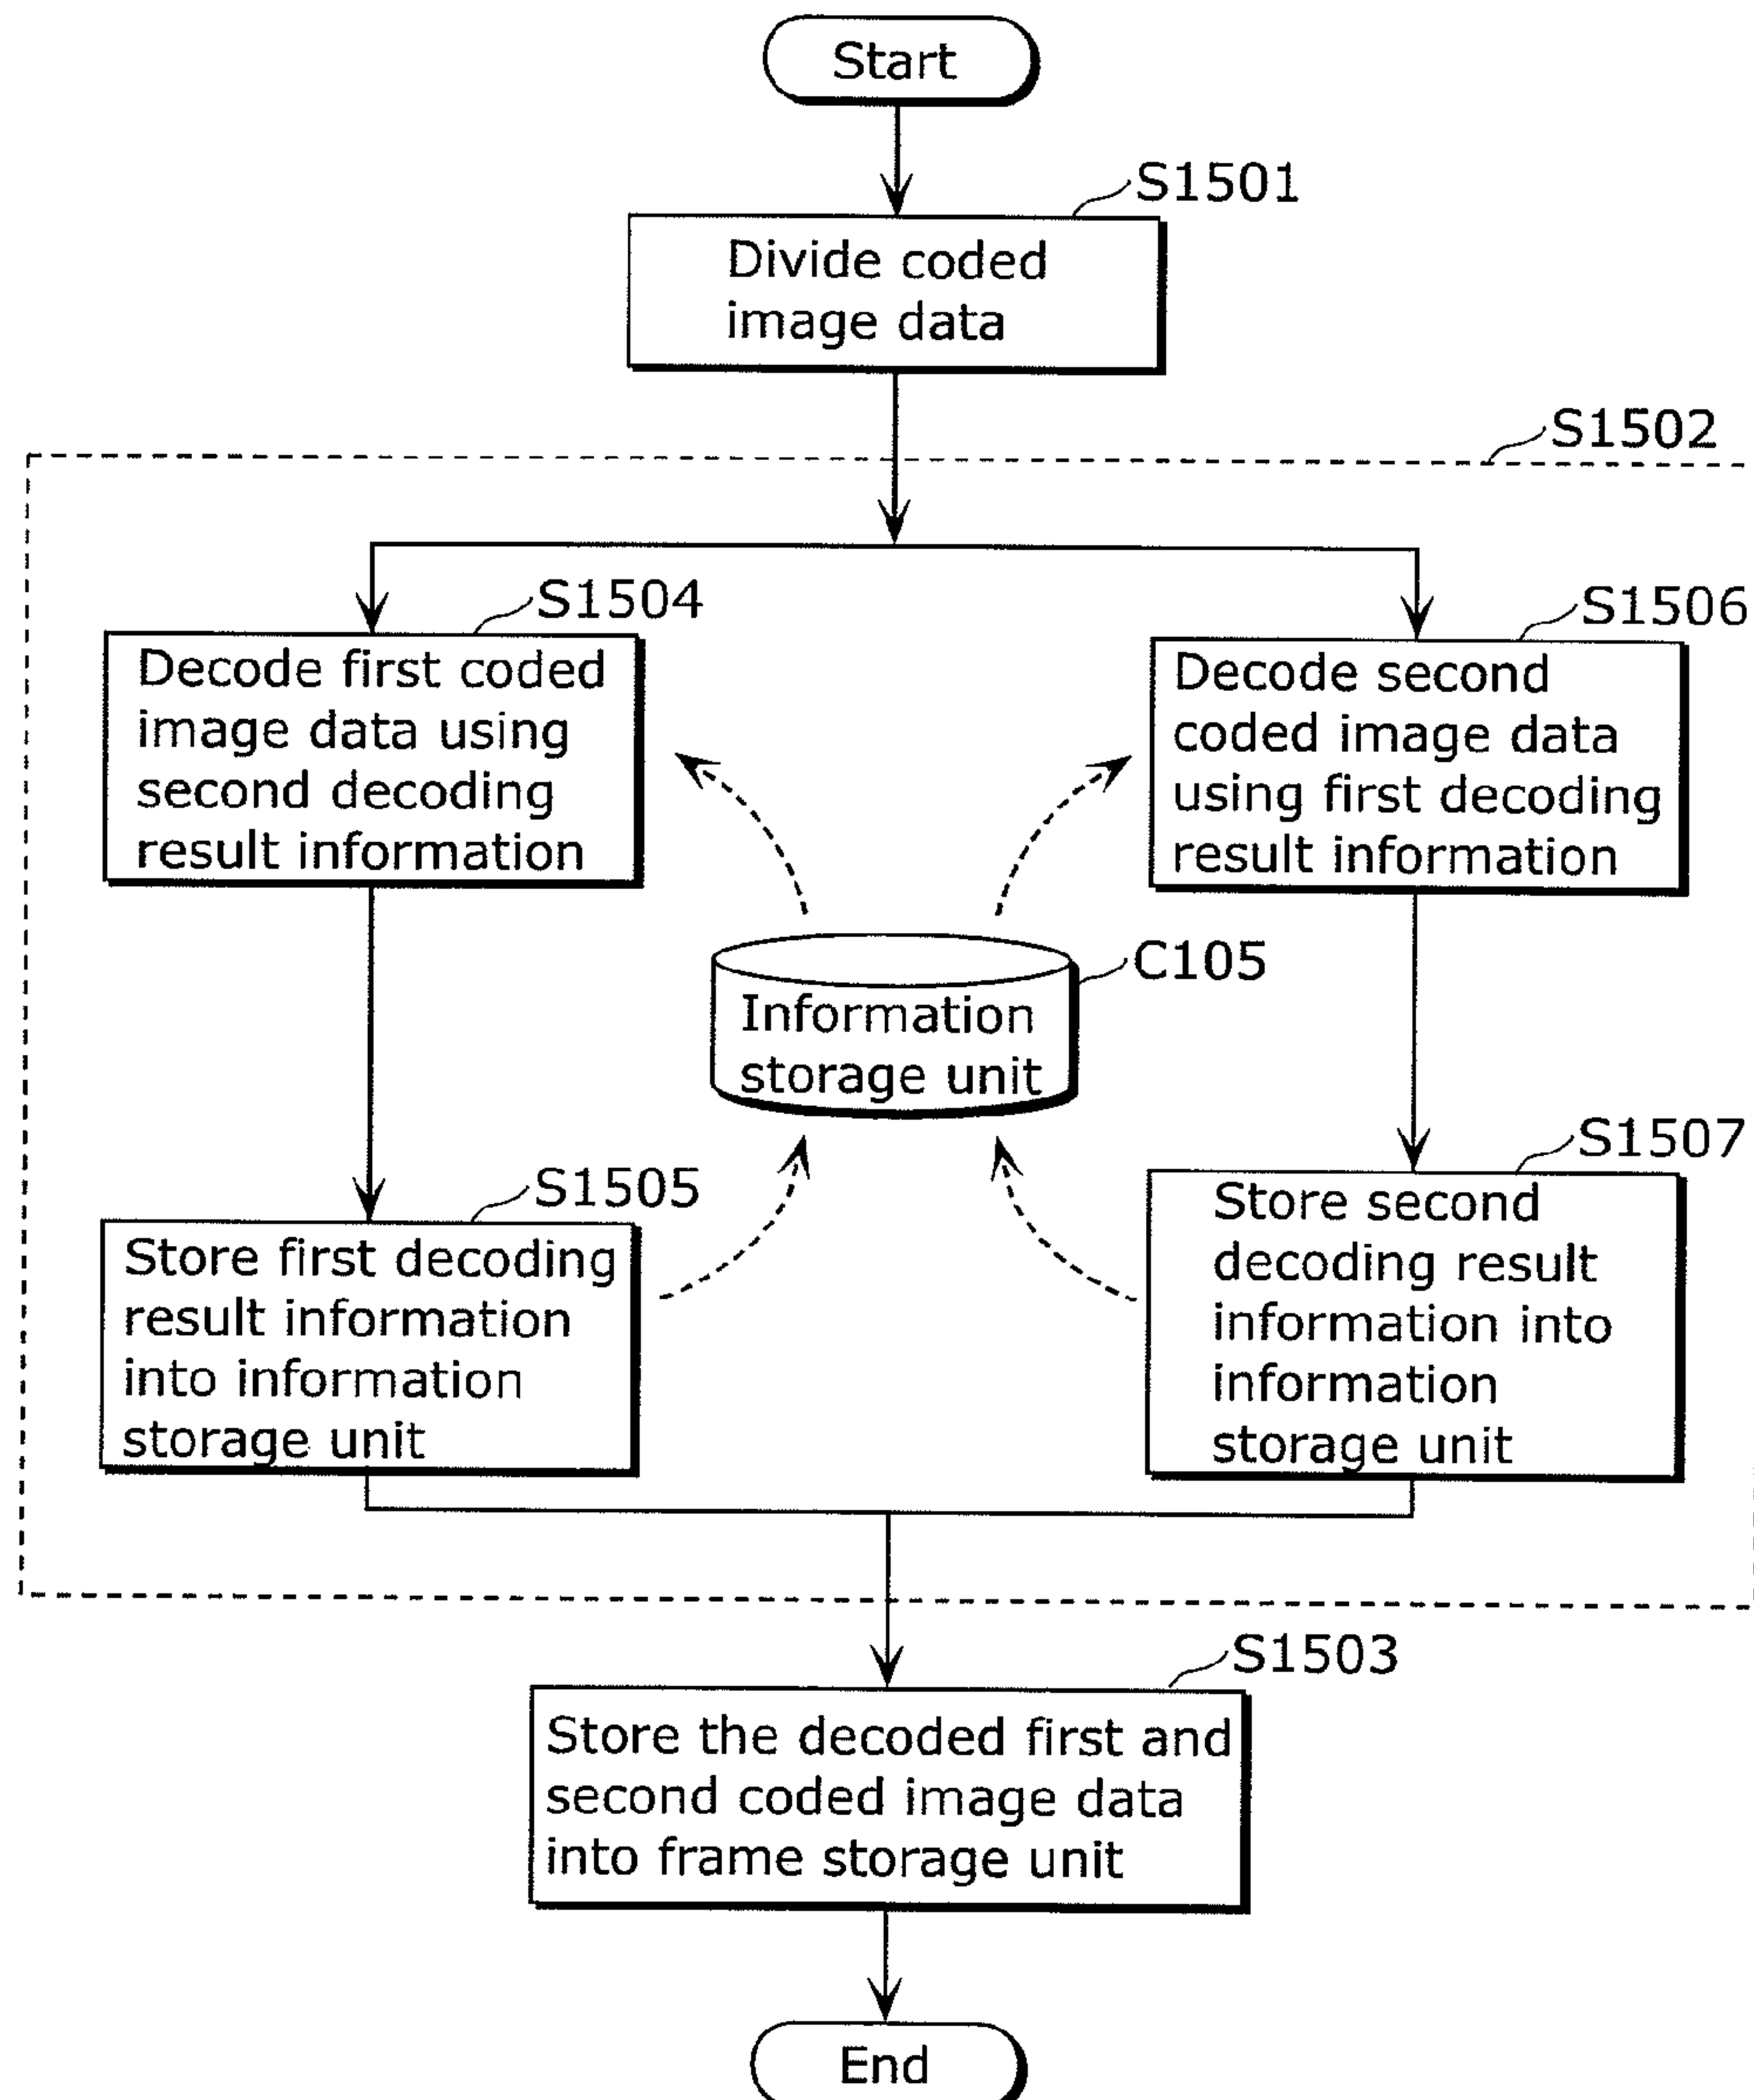 Start
S1501
Divide coded
image data
S1502
S1504
Decode first coded
image data using
second decoding
result information
S1506
Decode second
coded image data
using first decoding
result information
C105
Information
storage unit
S1505
Store first decoding
result information
into information
storage unit
S1507
Store second
decoding result
information into
information
storage unit
S1503
Store the decoded first and
second coded image data
into frame storage unit
End